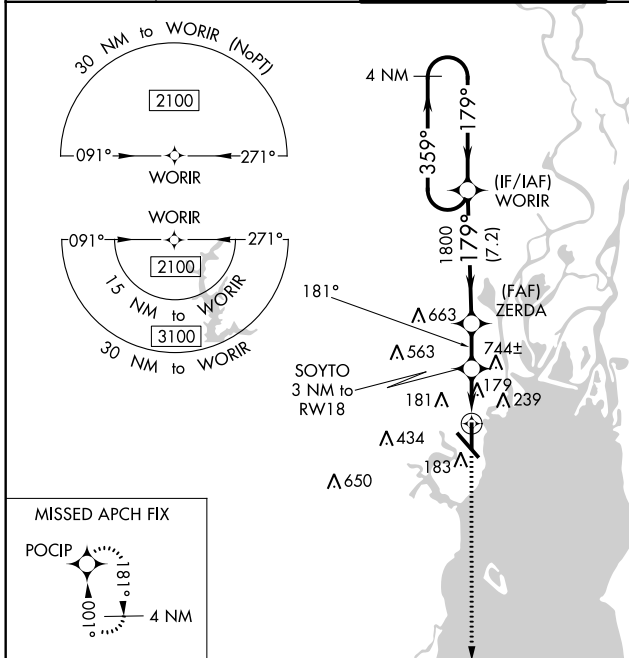 30 NM to WORIR (NoPT)
2100
091°
271°
WORIR
WORIR
091°
271°
2100
15 NM to WORIR
3100
30 NM to WORIR
4 NM
359°
179°
(IF/IAF)
WORIR
1800
179°
(7.2)
181°
(FAF)
ZERDA
663
563
744±
SOYTO
3 NM to
RW18
179
181
239
434
183
650
MISSED APCH FIX
POCIP
181°
001°
4 NM